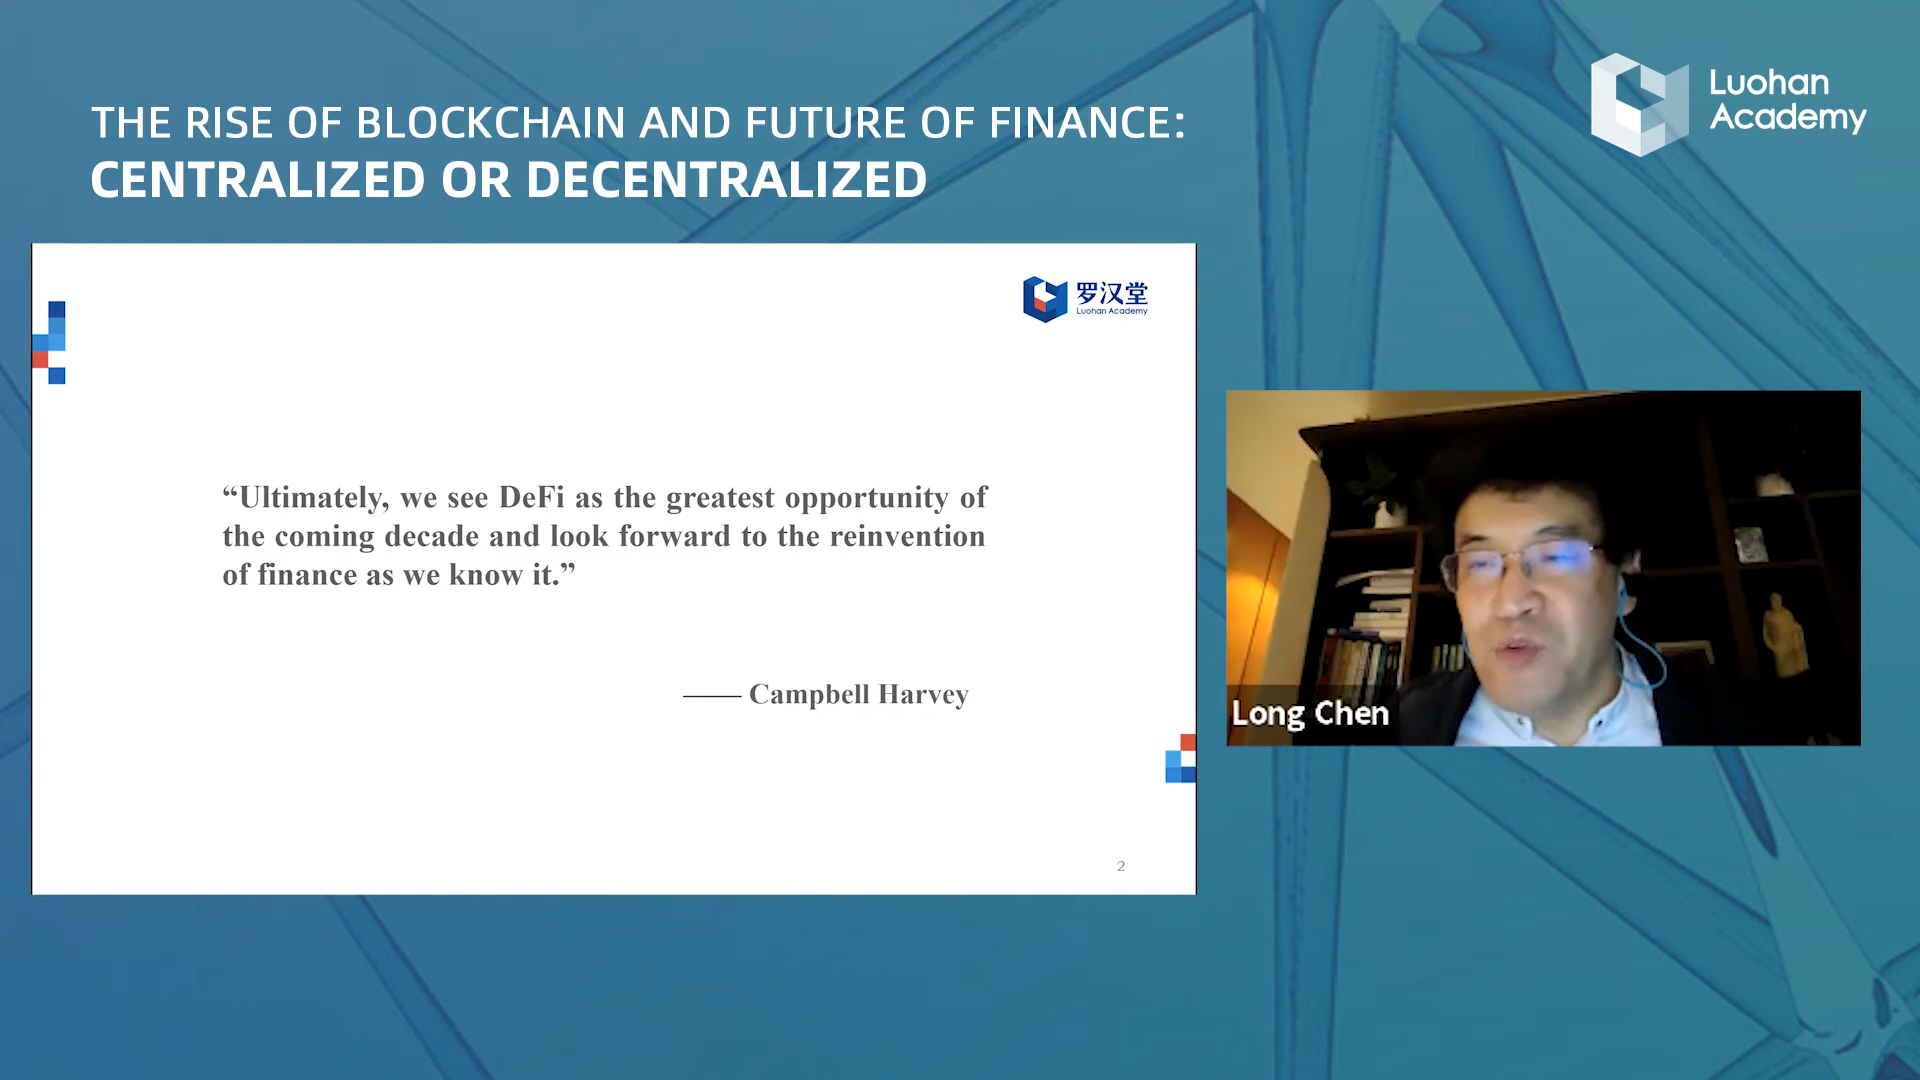 THE RISE OF BLOCKCHAIN AND FUTURE OF FINANCE:
CENTRALIZED OR DECENTRALIZED
Luohan
Academy
罗汉堂
Luohan Academy
“Ultimately, we see DeFi as the greatest opportunity of
the coming decade and look forward to the reinvention
of finance as we know it.”
—— Campbell Harvey
2
Long Chen